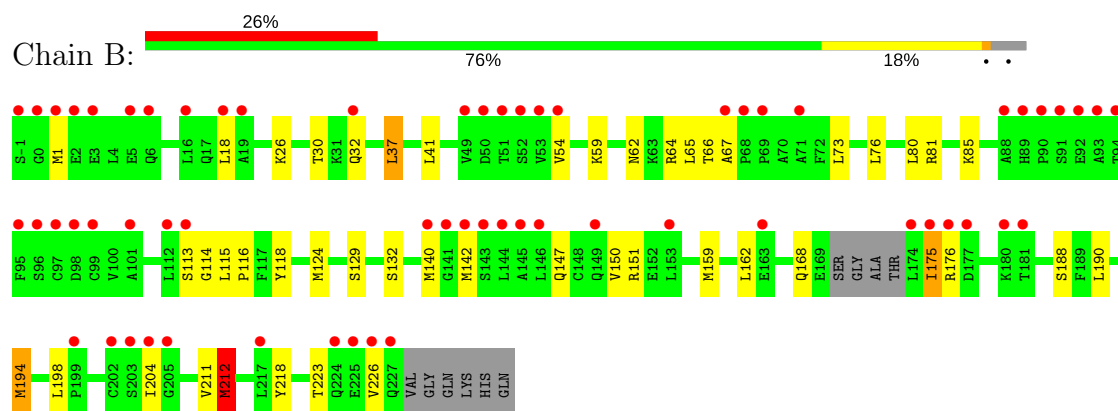 26%
Chain B:
76%
18%
S-1 G0 M1 E2 E3 L4 E5 Q6 L16 Q17 L18 A19 K26 T30 K31 Q32 L37 L41 V49 D50 T51 S52 V53 V54 K59 N62 K63 R64 L65 T66 A67 P68 P69 A70 A71 F72 L73 L76 L80 R81 K85 A88 H89 P90 S91 E92 A93 T94
F95 S96 C97 D98 C99 V100 A101 L112 S113 G114 L115 P116 F117 Y118 M124 S129 S132 M140 G141 M142 S143 L144 A145 L146 Q147 C148 Q149 V150 R151 E152 L153 M159 L162 E163 Q168 E169 SER GLY ALA THR L174 I175 R176 D177 K180 T181 S188 F189 L190
M194 L198 P199 C202 S203 I204 G205 V211 M212 L217 Y218 T223 Q224 E225 V226 Q227 VAL GLY GLN LYS HIS GLN